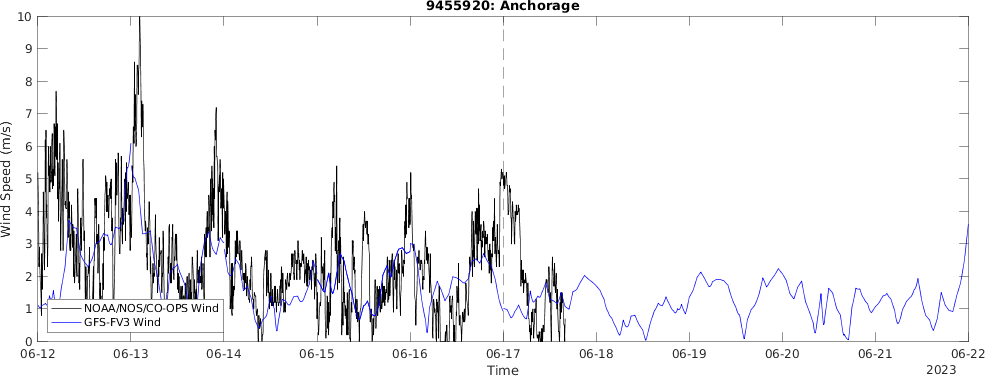 9455920: Anchorage
10
9
8
7
6
5
4
3
2
1
0
Wind Speed (m/s)
NOAA/NOS/CO-OPS Wind
GFS-FV3 Wind
06-12 06-13 06-14 06-15 06-16 06-17 06-18 06-19 06-20 06-21 06-22
Time
2023